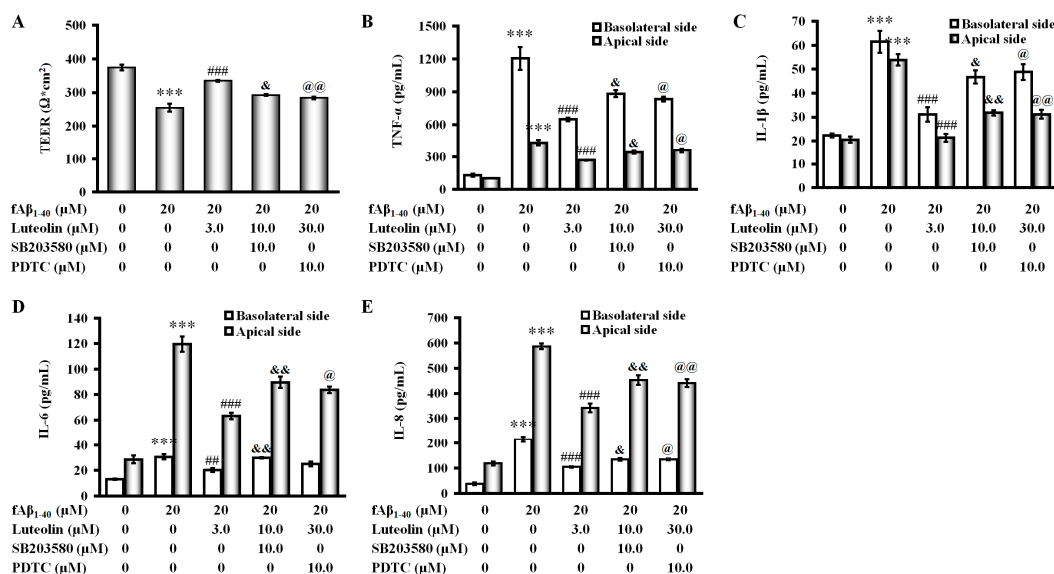 A
500
400
300
200
100
0
TEER (Ω*cm2)
***
###
&
@@
fAβ1-40 (μM) 0 20 20 20 20
Luteolin (μM) 0 0 3.0 10.0 30.0
SB203580 (μM) 0 0 0 10.0 0
PDTC (μM) 0 0 0 0 10.0
B
1500
1200
900
600
300
0
TNF-α (pg/mL)
Basolateral side
Apical side
***
***
###
###
&
&
@
@
fAβ1-40 (μM) 0 20 20 20 20
Luteolin (μM) 0 0 3.0 10.0 30.0
SB203580 (μM) 0 0 0 10.0 0
PDTC (μM) 0 0 0 0 10.0
C
70
60
50
40
30
20
10
0
IL-1β (pg/mL)
Basolateral side
Apical side
***
***
###
###
&
&&
@
@@
fAβ1-40 (μM) 0 20 20 20 20
Luteolin (μM) 0 0 3.0 10.0 30.0
SB203580 (μM) 0 0 0 10.0 0
PDTC (μM) 0 0 0 0 10.0
D
140
120
100
80
60
40
20
0
IL-6 (pg/mL)
Basolateral side
Apical side
***
***
##
###
&&
&&
@
fAβ1-40 (μM) 0 20 20 20 20
Luteolin (μM) 0 0 3.0 10.0 30.0
SB203580 (μM) 0 0 0 10.0 0
PDTC (μM) 0 0 0 0 10.0
E
700
600
500
400
300
200
100
0
IL-8 (pg/mL)
Basolateral side
Apical side
***
***
###
###
&
&&
@
@@
fAβ1-40 (μM) 0 20 20 20 20
Luteolin (μM) 0 0 3.0 10.0 30.0
SB203580 (μM) 0 0 0 10.0 0
PDTC (μM) 0 0 0 0 10.0